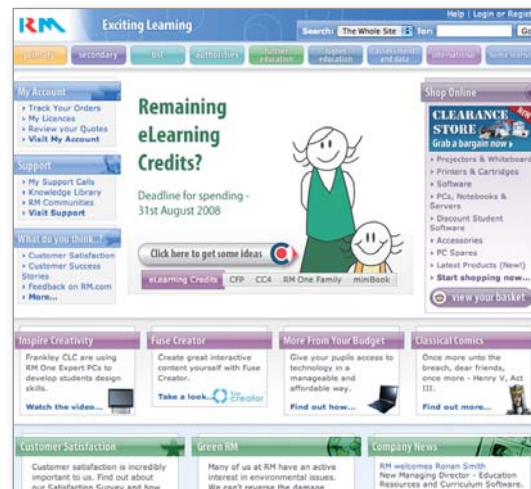 RM
Exciting Learning
Help | Login or Regis
Search: The Whole Site for: Go
primary secondary bsf authorities further education higher education assessment and data international home learni
My Account
Track Your Orders
My Licences
Review your Quotes
Visit My Account
Support
My Support Calls
Knowledge Library
RM Communities
Visit Support
What do you think...?
Customer Satisfaction
Customer Success
Stories
Feedback on RM.com
More...
Remaining
eLearning
Credits?
Deadline for spending -
31st August 2008
Click here to get some ideas
eLearning Credits CFP CC4 RM One Family miniBook
Shop Online
CLEARANCE
STORE
NEW
Grab a bargain now
Projectors & Whiteboard
Printers & Cartridges
Software
PCs, Notebooks &
Servers
Discount Student
Software
Accessories
PC Spares
Latest Products (New!)
Start shopping now...
view your basket
Inspire Creativity
Frankley CLC are using
RM One Expert PCs to
develop students design
skills.
Watch the video...
Fuse Creator
Create great interactive
content yourself with Fuse
Creator.
Take a look...
fuse
creator
More From Your Budget
Give your pupils access to
technology in a
manageable and
affordable way.
Find out how...
Classical Comics
Once more unto the
breach, dear friends,
once more - Henry V, Act
III.
Find out more...
Customer Satisfaction
Customer satisfaction is incredibly
important to us. Find out about
our Satisfaction Survey and how
Green RM
Many of us at RM have an active
interest in environmental issues.
We can't reverse the damage
Company News
RM welcomes Ronan Smith
New Managing Director - Education
Resources and Curriculum Software.